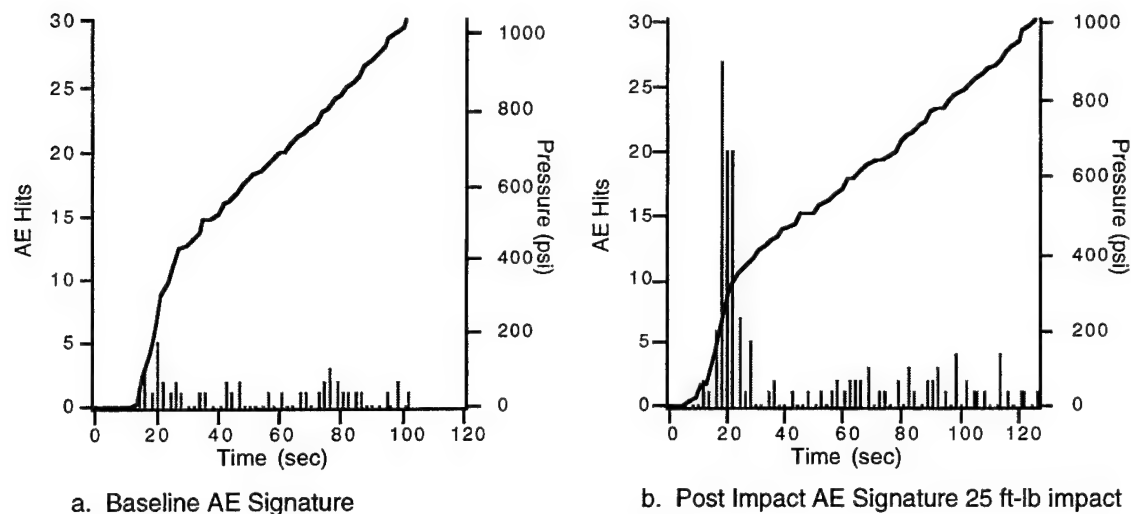 30
25
20
15
10
5
0
AE Hits
1000
800
600
400
200
0
Pressure (psi)
0 20 40 60 80 100 120
Time (sec)
a. Baseline AE Signature
30
25
20
15
10
5
0
AE Hits
1000
800
600
400
200
0
Pressure (psi)
0 20 40 60 80 100 120
Time (sec)
b. Post Impact AE Signature 25 ft-lb impact